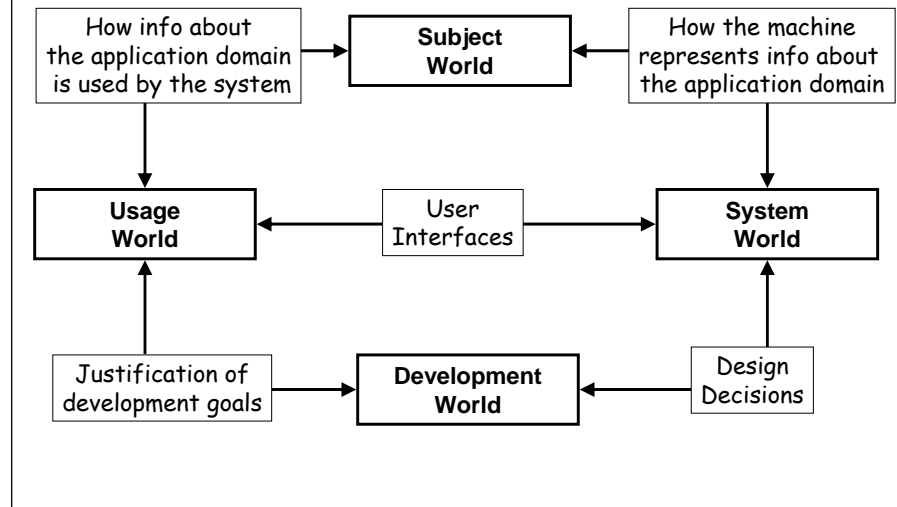 How info about
the application domain
is used by the system
Subject
World
How the machine
represents info about
the application domain
Usage
World
User
Interfaces
System
World
Justification of
development goals
Development
World
Design
Decisions